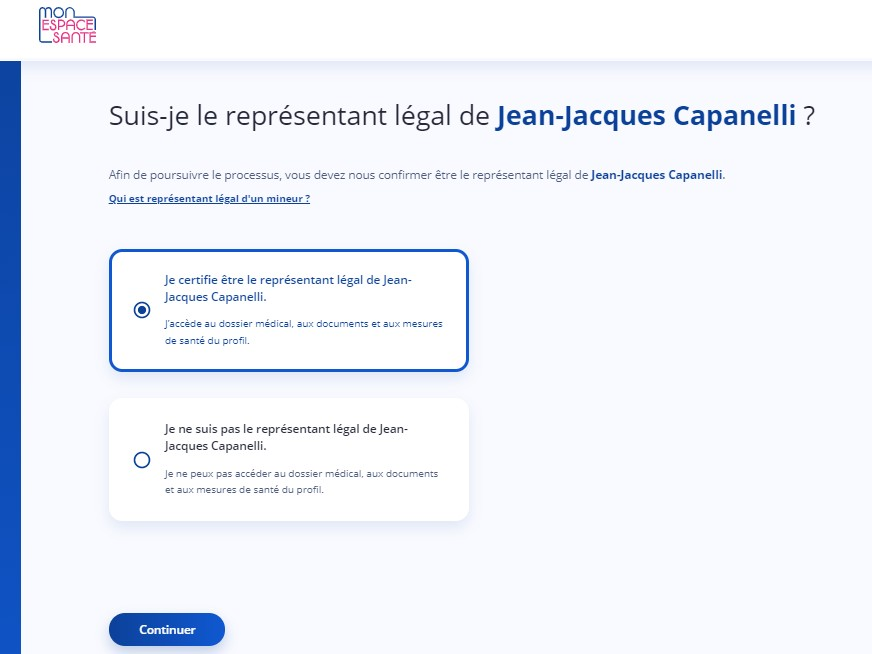 mon
ESPACE
SANTÉ
Suis-je le représentant légal de Jean-Jacques Capanelli ?
Afin de poursuivre le processus, vous devez nous confirmer être le représentant légal de Jean-Jacques Capanelli.
Qui est représentant légal d'un mineur ?
Je certifie être le représentant légal de Jean-
Jacques Capanelli.
J'accède au dossier médical, aux documents et aux mesures
de santé du profil.
Je ne suis pas le représentant légal de Jean-
Jacques Capanelli.
Je ne peux pas accéder au dossier médical, aux documents
et aux mesures de santé du profil.
Continuer